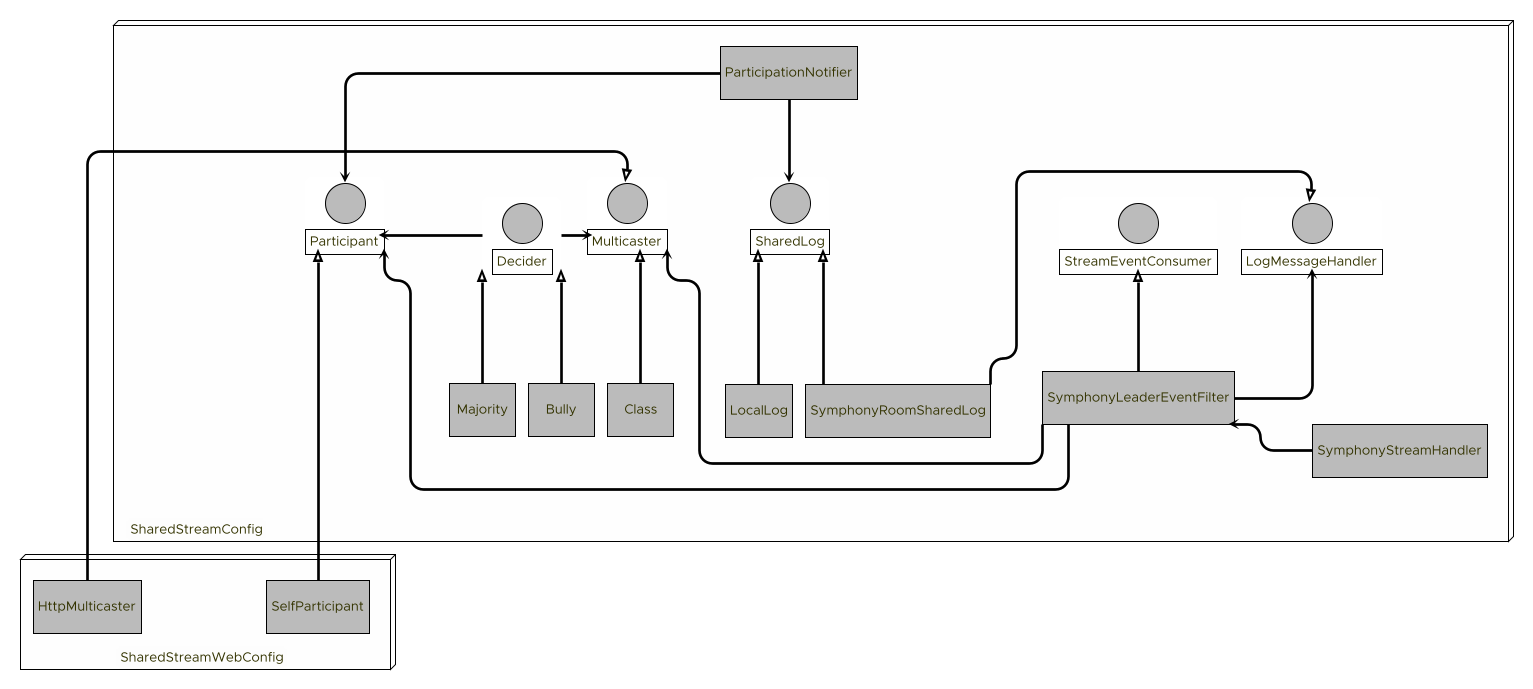 ParticipationNotifier
Participant
Decider
Multicaster
SharedLog
StreamEventConsumer
LogMessageHandler
Majority
Bully
Class
LocalLog
SymphonyRoomSharedLog
SymphonyLeaderEventFilter
SymphonyStreamHandler
SharedStreamConfig
HttpMulticaster
SelfParticipant
SharedStreamWebConfig